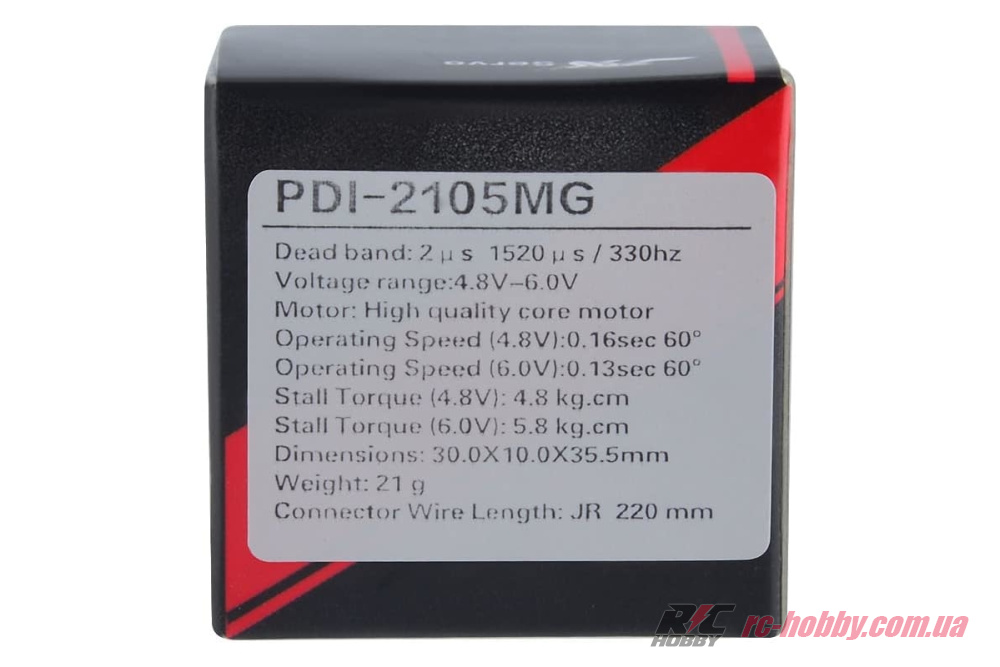 Servo
PDI-2105MG
Dead band: 2μs 1520μs / 330hz
Voltage range:4.8V-6.0V
Motor: High quality core motor
Operating Speed (4.8V):0.16sec 60°
Operating Speed (6.0V):0.13sec 60°
Stall Torque (4.8V): 4.8 kg.cm
Stall Torque (6.0V): 5.8 kg.cm
Dimensions: 30.0X10.0X35.5mm
Weight: 21 g
Connector Wire Length: JR 220 mm
R/C HOBBY rc-hobby.com.ua